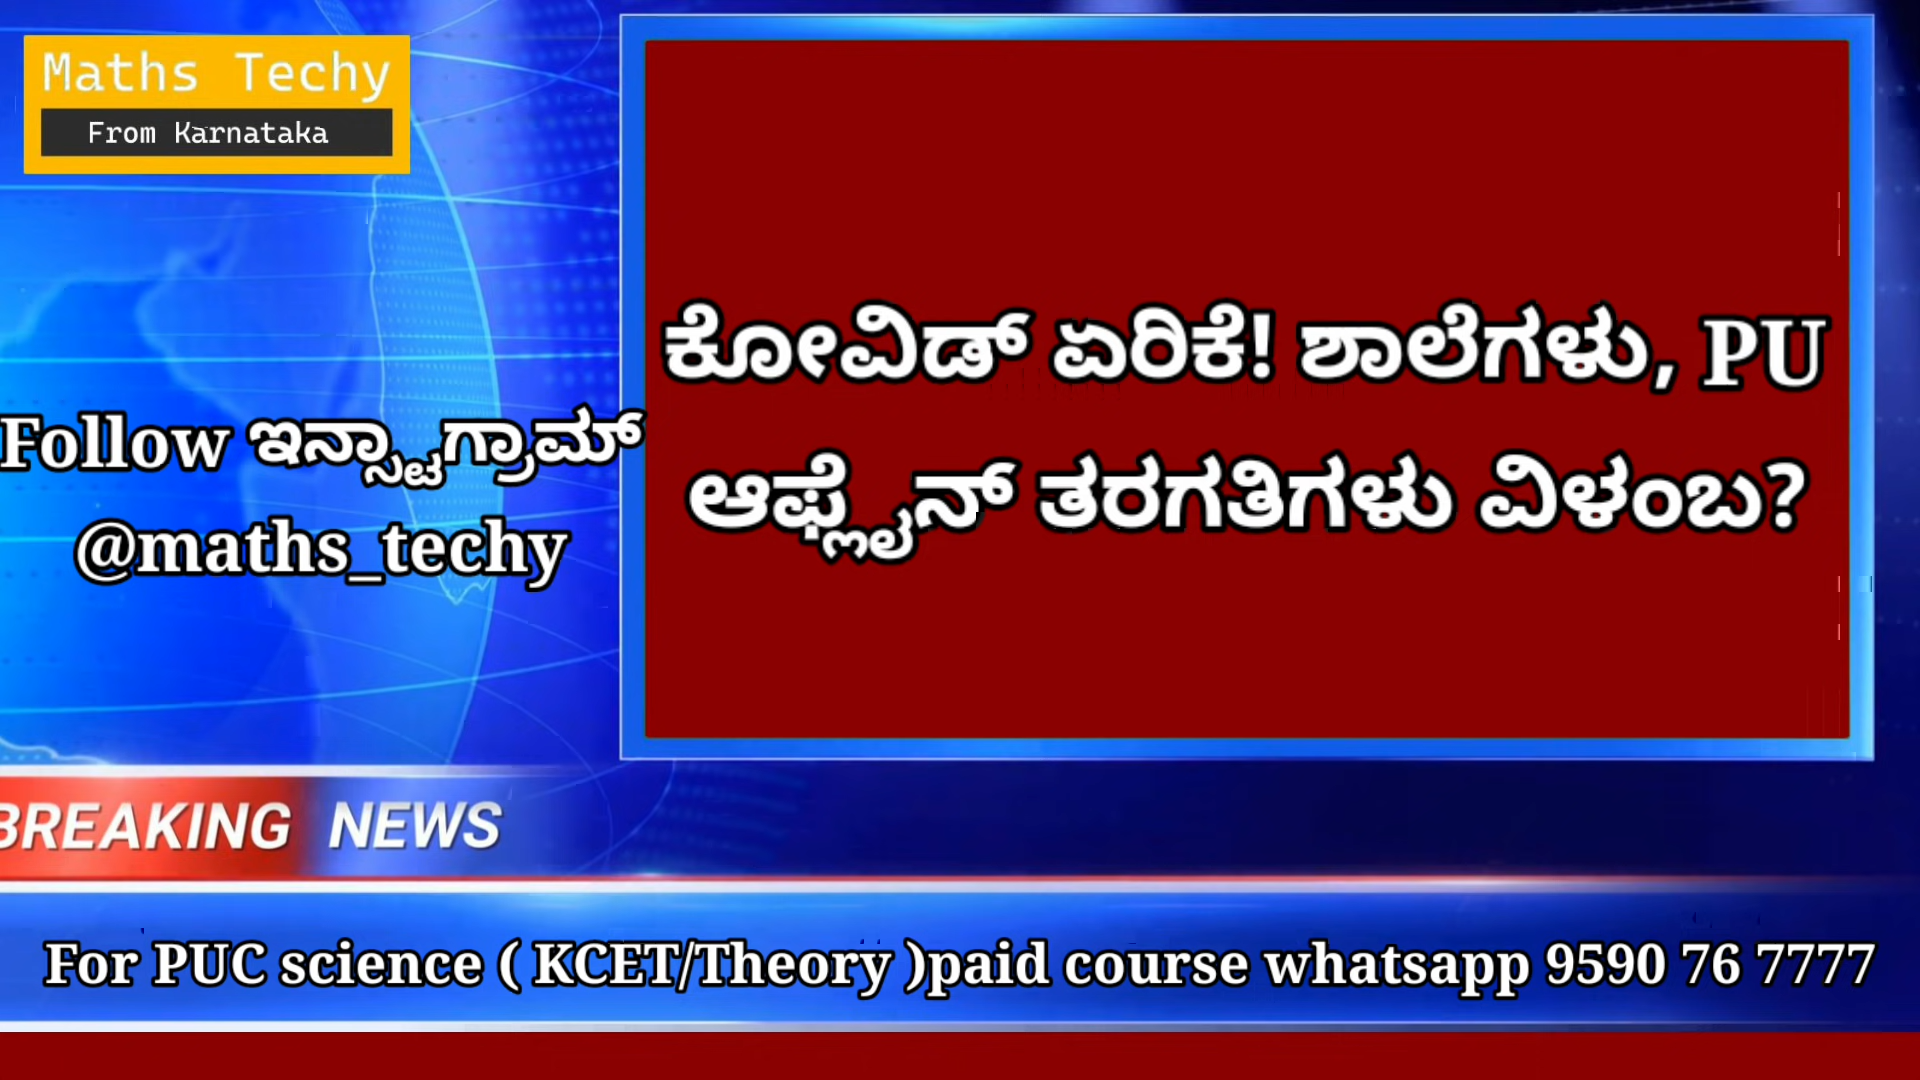 Maths Techy
From Karnataka
ಕೋವಿಡ್ ಏರಿಕೆ! ಶಾಲೆಗಳು, PU
ಆಫ್ಲೈನ್ ತರಗತಿಗಳು ವಿಳಂಬ?
Follow ಇನ್ಸ್ಟಾಗ್ರಾಮ್
@maths_techy
BREAKING NEWS
For PUC science ( KCET/Theory )paid course whatsapp 9590 76 7777